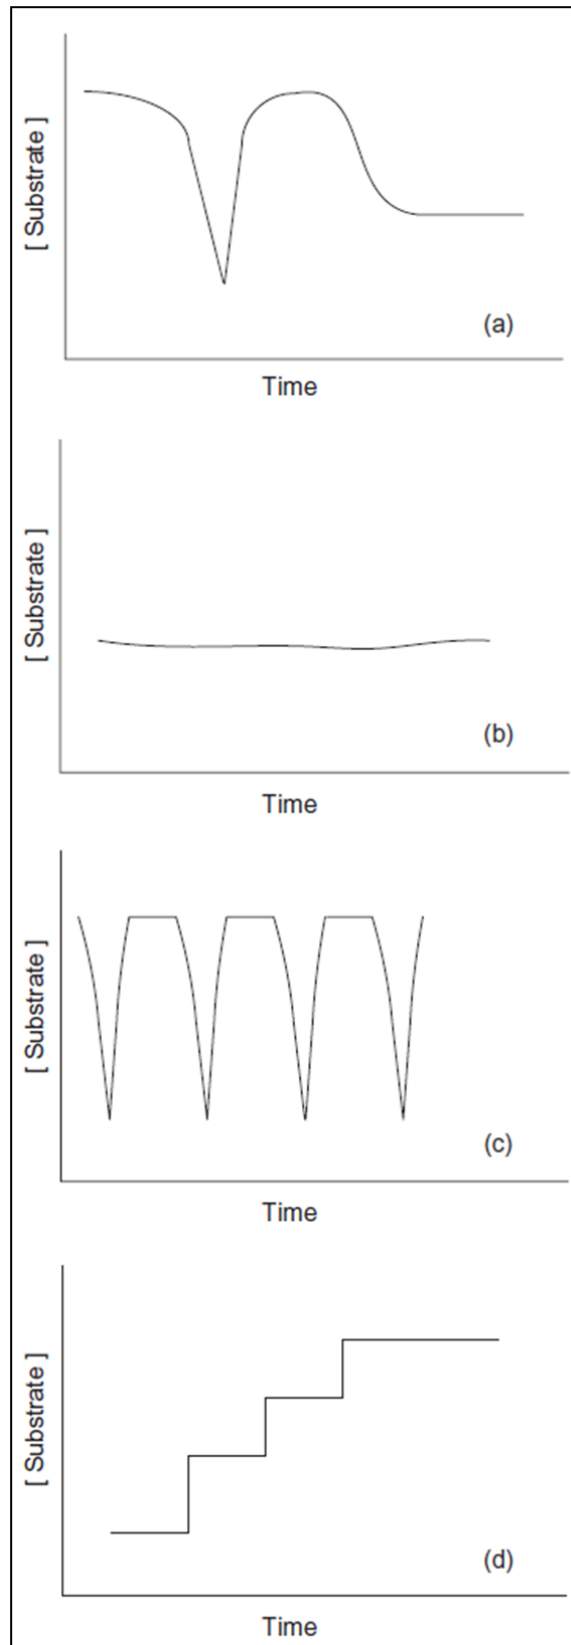 [ Substrate ]
(a)
Time
[ Substrate ]
(b)
Time
[ Substrate ]
(c)
Time
[ Substrate ]
(d)
Time